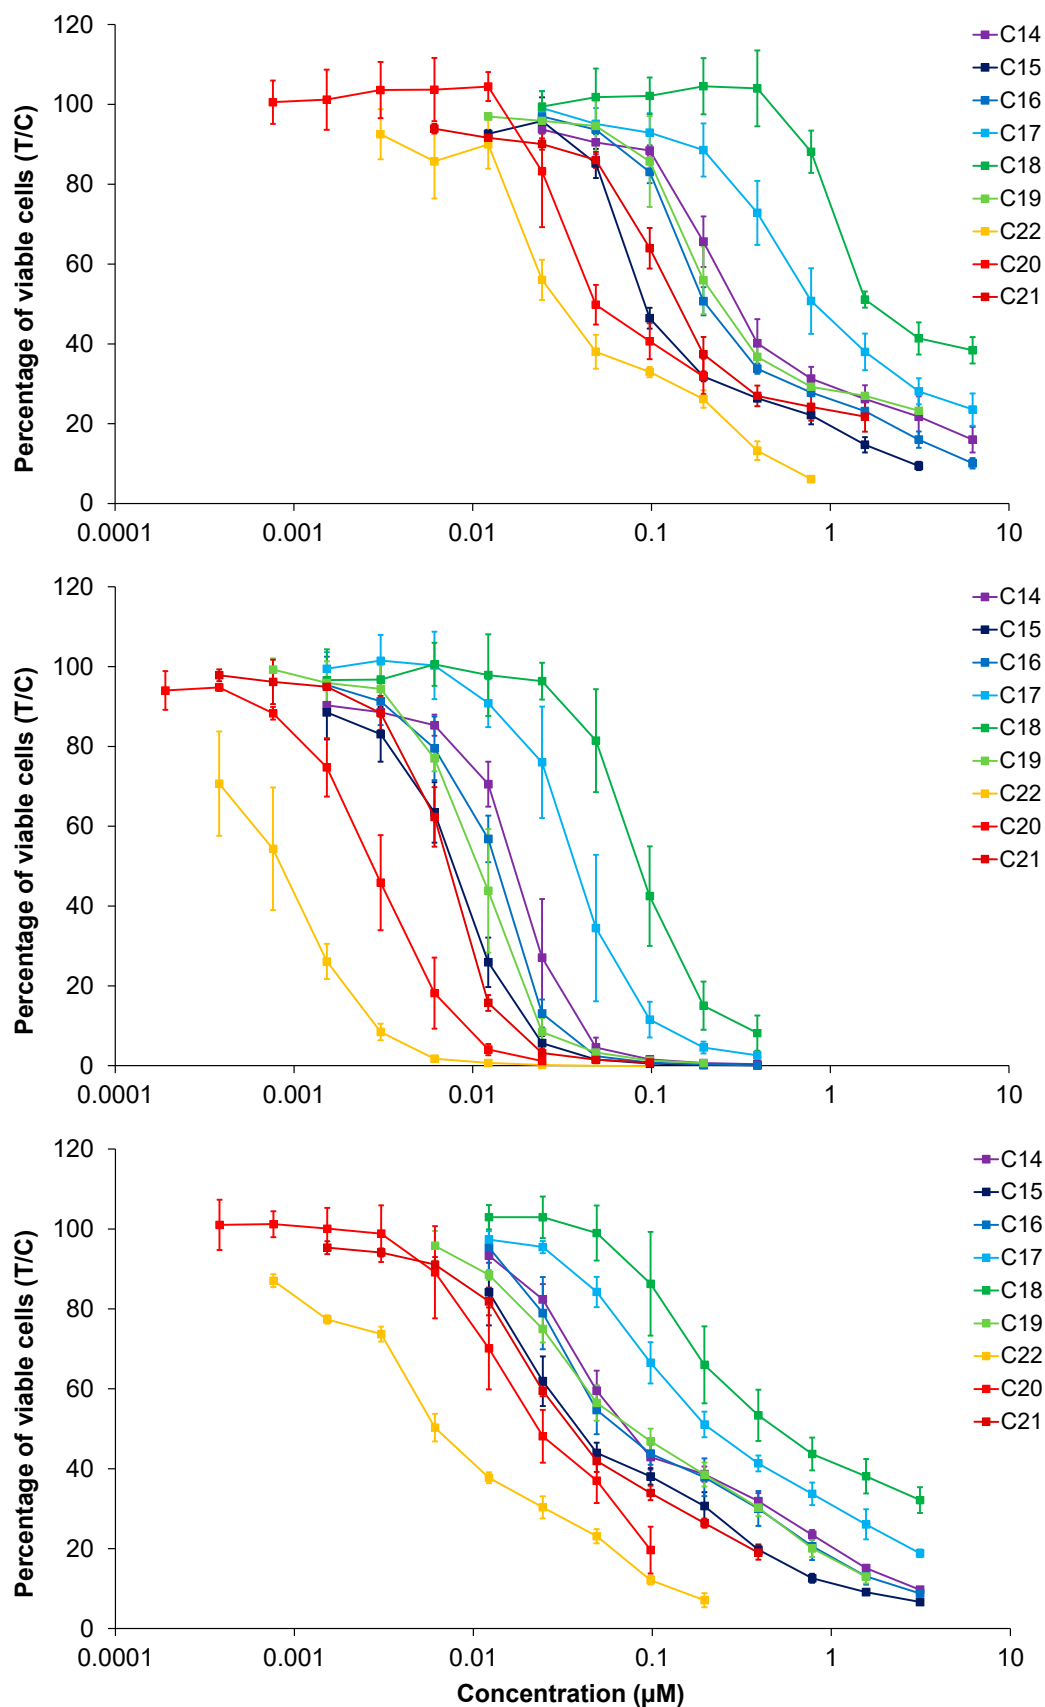 Percentage of viable cells (T/C)
120
100
80
60
40
20
0
0.0001
0.001
0.01
0.1
1
10
C14
C15
C16
C17
C18
C19
C22
C20
C21
Percentage of viable cells (T/C)
120
100
80
60
40
20
0
0.0001
0.001
0.01
0.1
1
10
C14
C15
C16
C17
C18
C19
C22
C20
C21
Percentage of viable cells (T/C)
120
100
80
60
40
20
0
0.0001
0.001
0.01
0.1
1
10
C14
C15
C16
C17
C18
C19
C22
C20
C21
Concentration (µM)